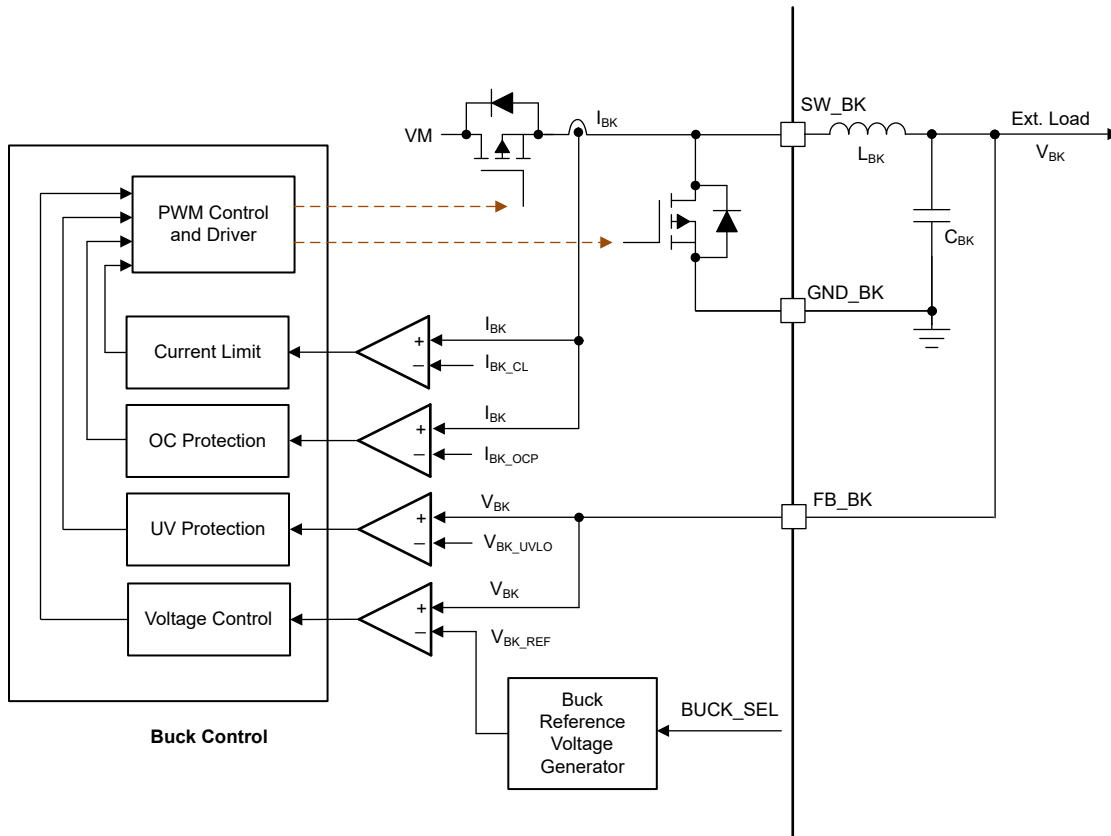 SW_BK
Ext. Load
I_BK
VM
L_BK
V_BK
PWM Control
and Driver
C_BK
GND_BK
I_BK
+
Current Limit
−
I_BK_CL
I_BK
+
OC Protection
−
I_BK_OCP
V_BK
FB_BK
+
UV Protection
−
V_BK_UVLO
V_BK
+
Voltage Control
−
V_BK_REF
Buck
Reference
Voltage
Generator
BUCK_SEL
Buck Control